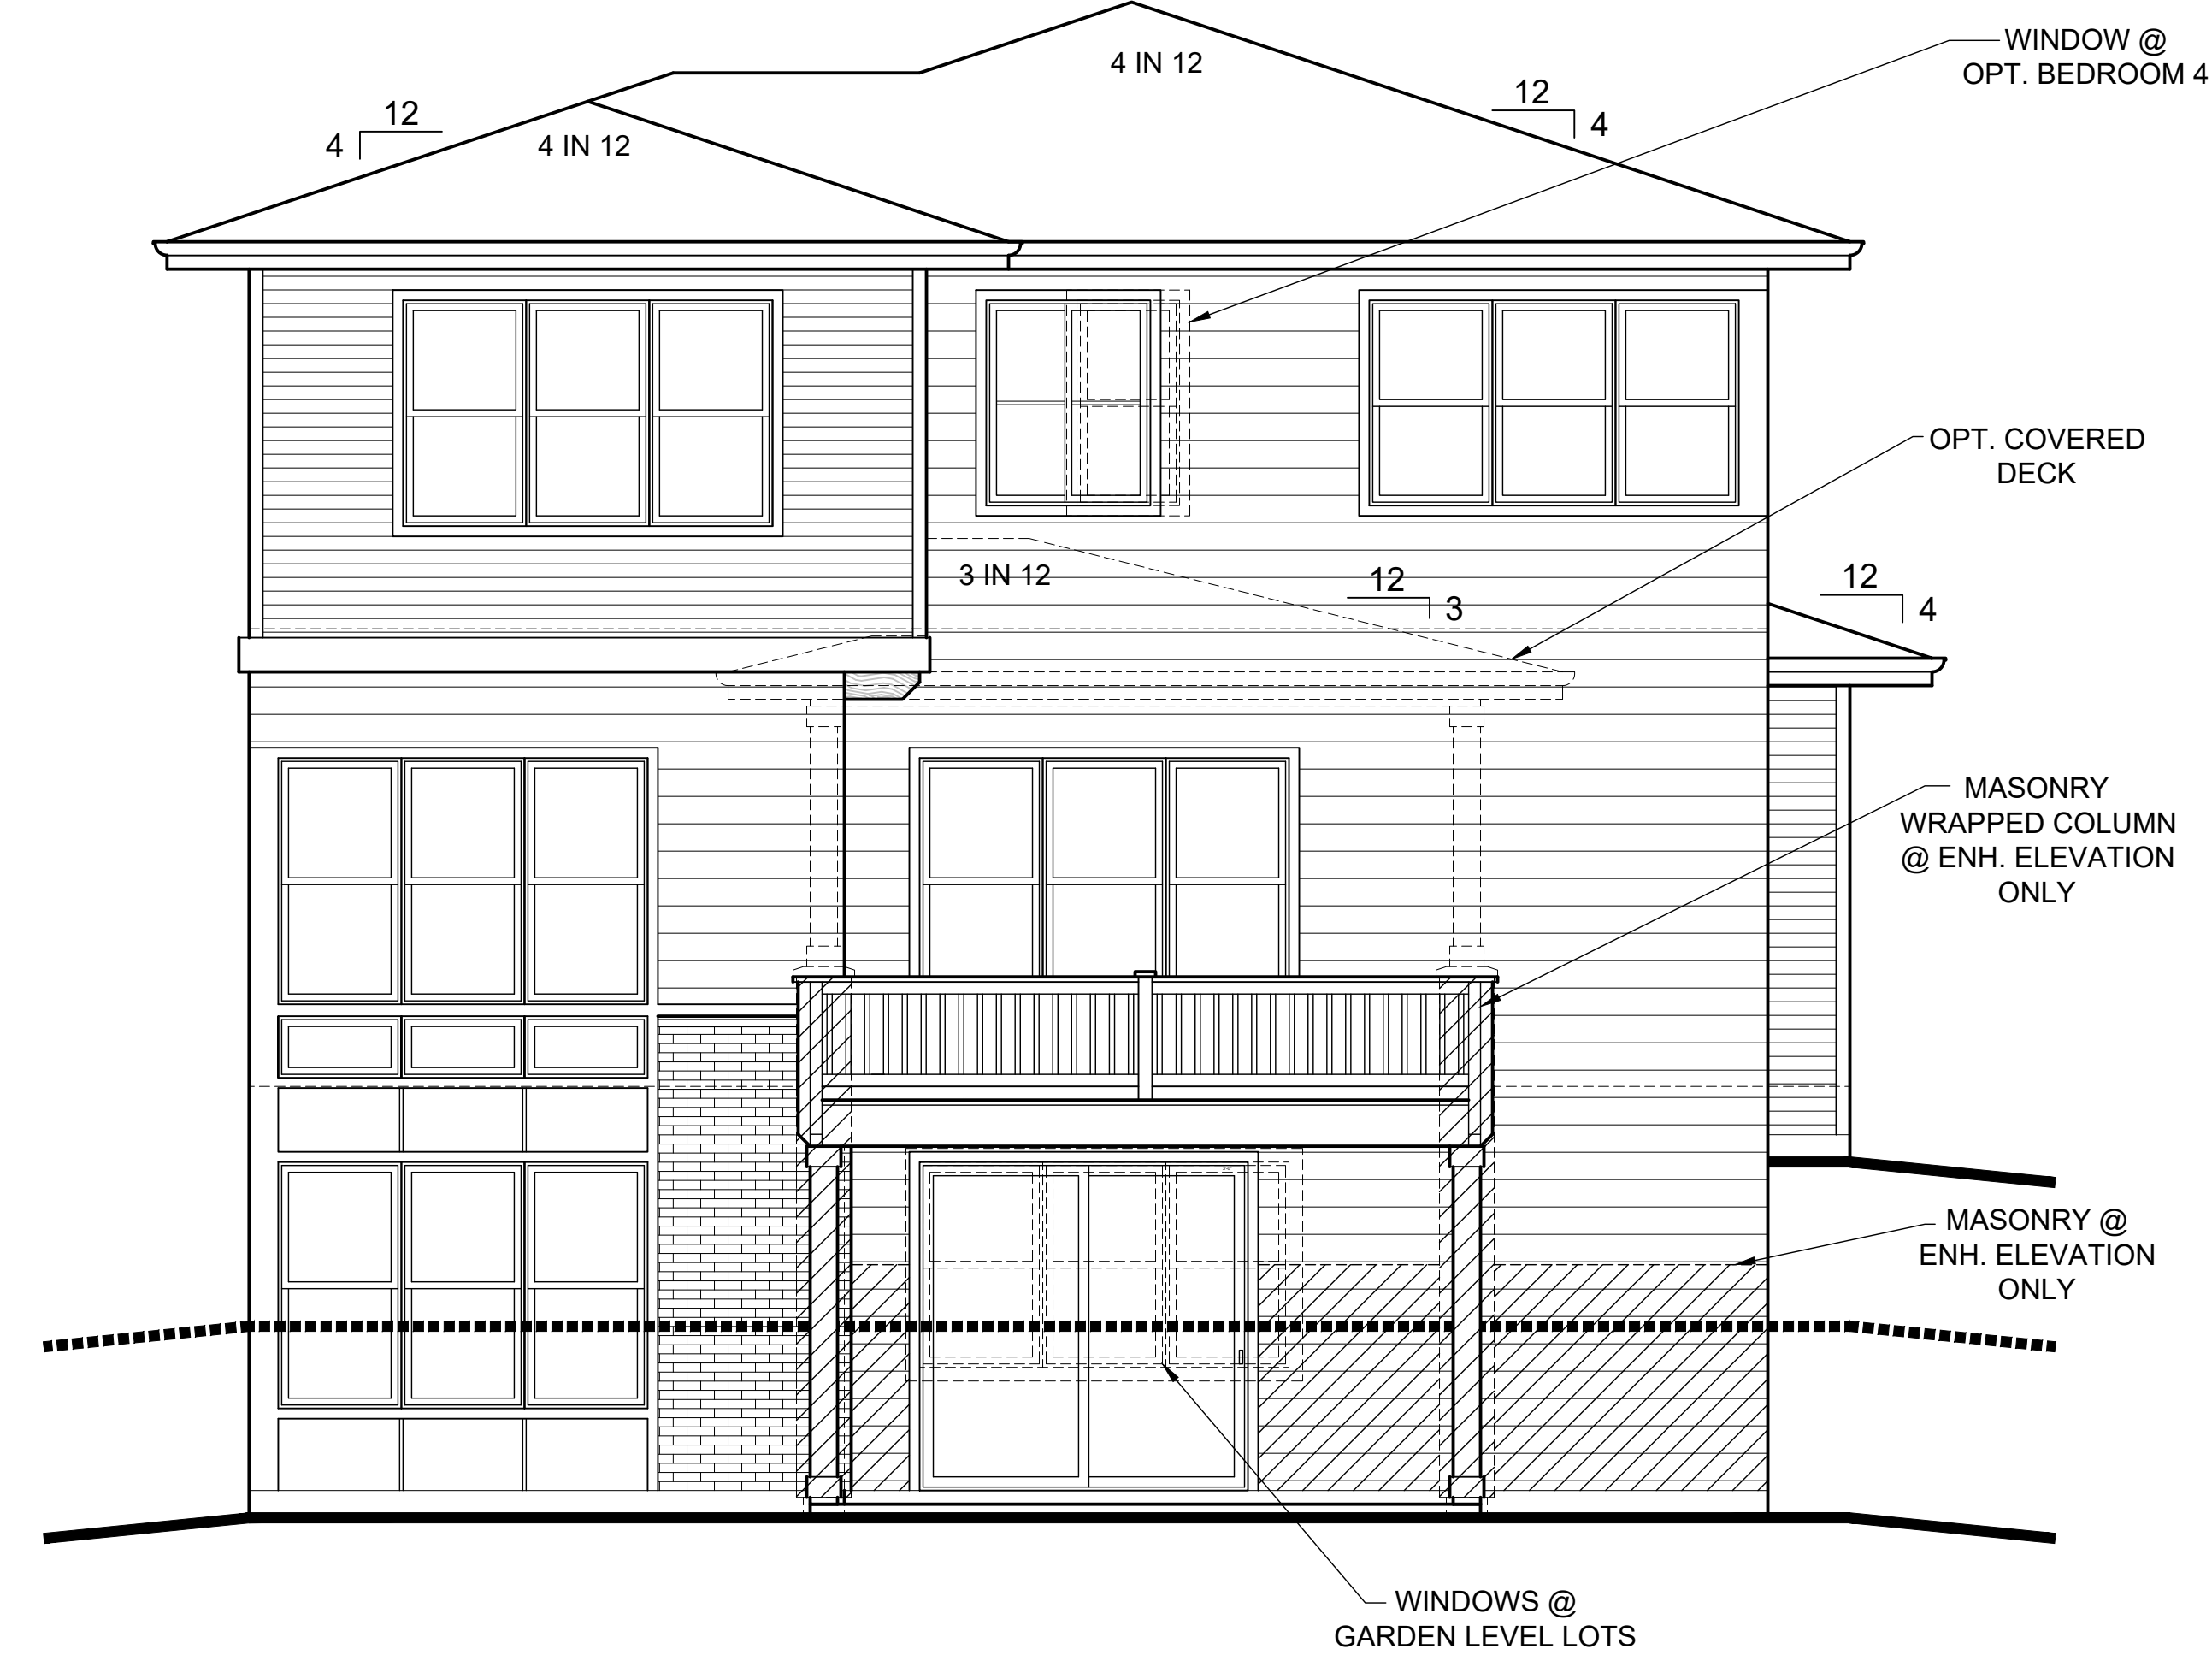 4 IN 12
WINDOW @
OPT. BEDROOM 4
12
4
12
4
4 IN 12
OPT. COVERED
DECK
3 IN 12
12
3
12
4
MASONRY
WRAPPED COLUMN
@ ENH. ELEVATION
ONLY
MASONRY @
ENH. ELEVATION
ONLY
WINDOWS @
GARDEN LEVEL LOTS